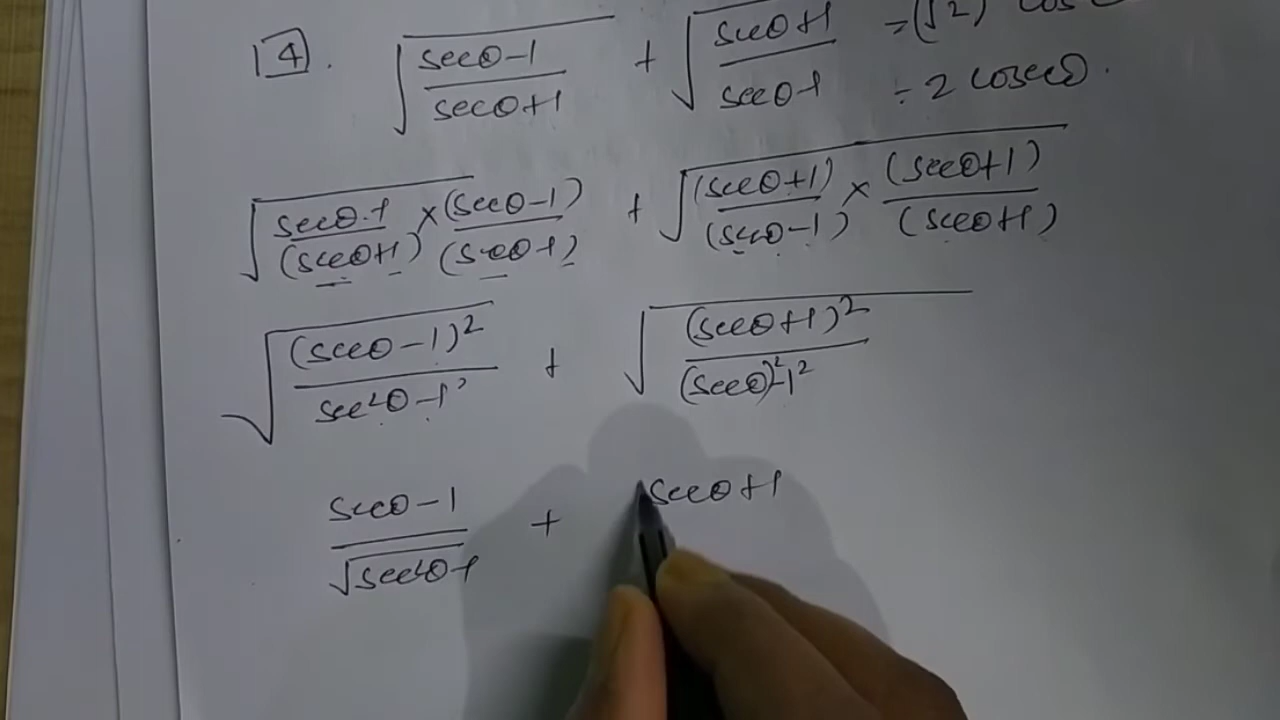 4. √((secθ-1)/(secθ+1)) + √((secθ+1)/(secθ-1)) = (√2)
= 2 cosecθ.
√((secθ-1)/(secθ+1) × (secθ-1)/(secθ-1)) + √((secθ+1)/(secθ-1) × (secθ+1)/(secθ+1))
√((secθ-1)²/(sec²θ-1²)) + √((secθ+1)²/((secθ)²-1²))
(secθ-1)/√(sec²θ-1) + secθ+1